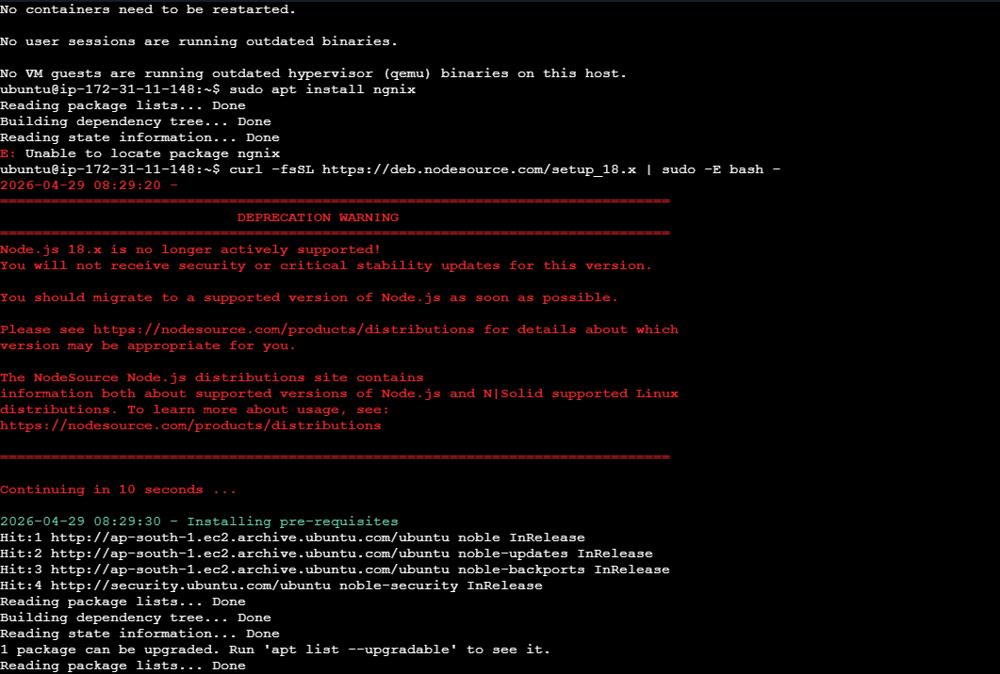 No containers need to be restarted.
No user sessions are running outdated binaries.
No VM guests are running outdated hypervisor (qemu) binaries on this host.
ubuntu@ip-172-31-11-148:~$ sudo apt install ngnix
Reading package lists... Done
Building dependency tree... Done
Reading state information... Done
E: Unable to locate package ngnix
ubuntu@ip-172-31-11-148:~$ curl -fsSL https://deb.nodesource.com/setup_18.x | sudo -E bash -
2026-04-29 08:29:20 -
================================================================================
DEPRECATION WARNING
================================================================================
Node.js 18.x is no longer actively supported!
You will not receive security or critical stability updates for this version.
You should migrate to a supported version of Node.js as soon as possible.
Please see https://nodesource.com/products/distributions for details about which
version may be appropriate for you.
The NodeSource Node.js distributions site contains
information both about supported versions of Node.js and N|Solid supported Linux
distributions. To learn more about usage, see:
https://nodesource.com/products/distributions
================================================================================
Continuing in 10 seconds ...
2026-04-29 08:29:30 - Installing pre-requisites
Hit:1 http://ap-south-1.ec2.archive.ubuntu.com/ubuntu noble InRelease
Hit:2 http://ap-south-1.ec2.archive.ubuntu.com/ubuntu noble-updates InRelease
Hit:3 http://ap-south-1.ec2.archive.ubuntu.com/ubuntu noble-backports InRelease
Hit:4 http://security.ubuntu.com/ubuntu noble-security InRelease
Reading package lists... Done
Building dependency tree... Done
Reading state information... Done
1 package can be upgraded. Run 'apt list --upgradable' to see it.
Reading package lists... Done